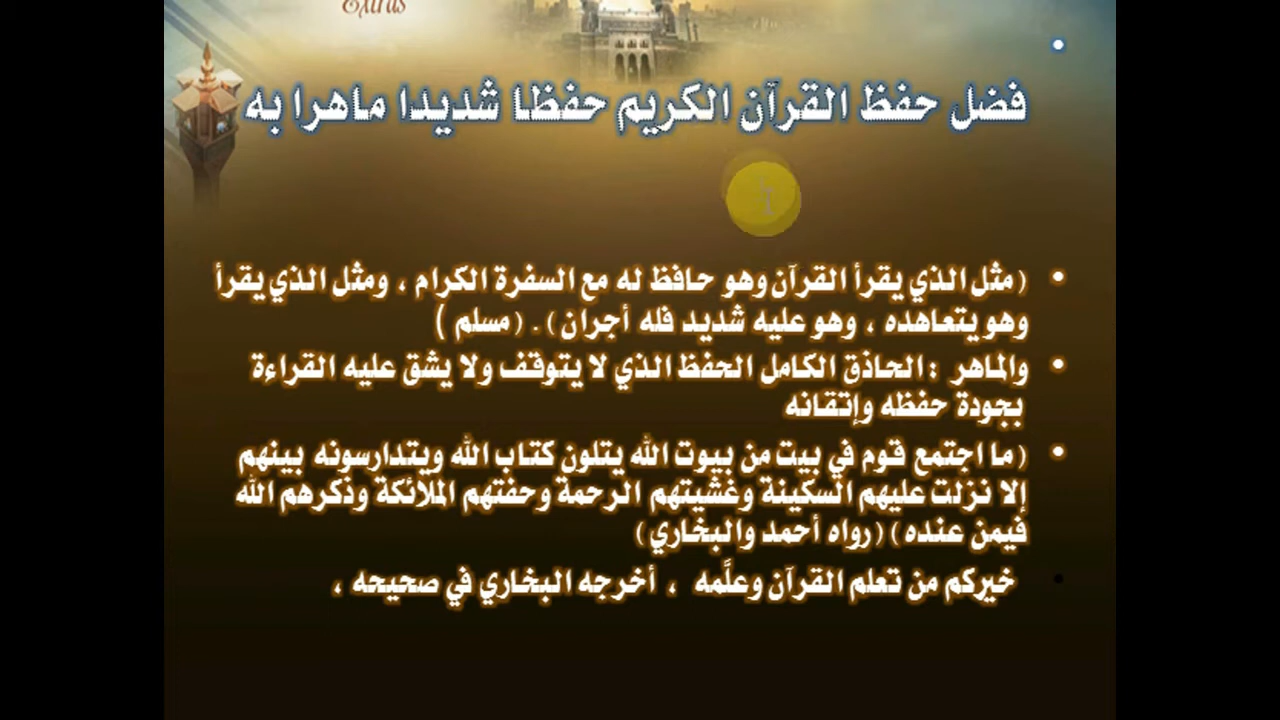 Extras
فضل حفظ القرآن الكريم حفظا شديدا ماهرا به
(مثل الذي يقرأ القرآن وهو حافظ له مع السفرة الكرام ، ومثل الذي يقرأ
وهو يتعاهده ، وهو عليه شديد فله أجران). (مسلم )
والماهر : الحاذق الكامل الحفظ الذي لا يتوقف ولا يشق عليه القراءة
بجودة حفظه وإتقانه
(ما اجتمع قوم في بيت من بيوت الله يتلون كتاب الله ويتدارسونه بينهم
إلا نزلت عليهم السكينة وغشيتهم الرحمة وحفتهم الملائكة وذكرهم الله
فيمن عنده) (رواه أحمد والبخاري)
خيركم من تعلم القرآن وعلَّمه ، أخرجه البخاري في صحيحه ،